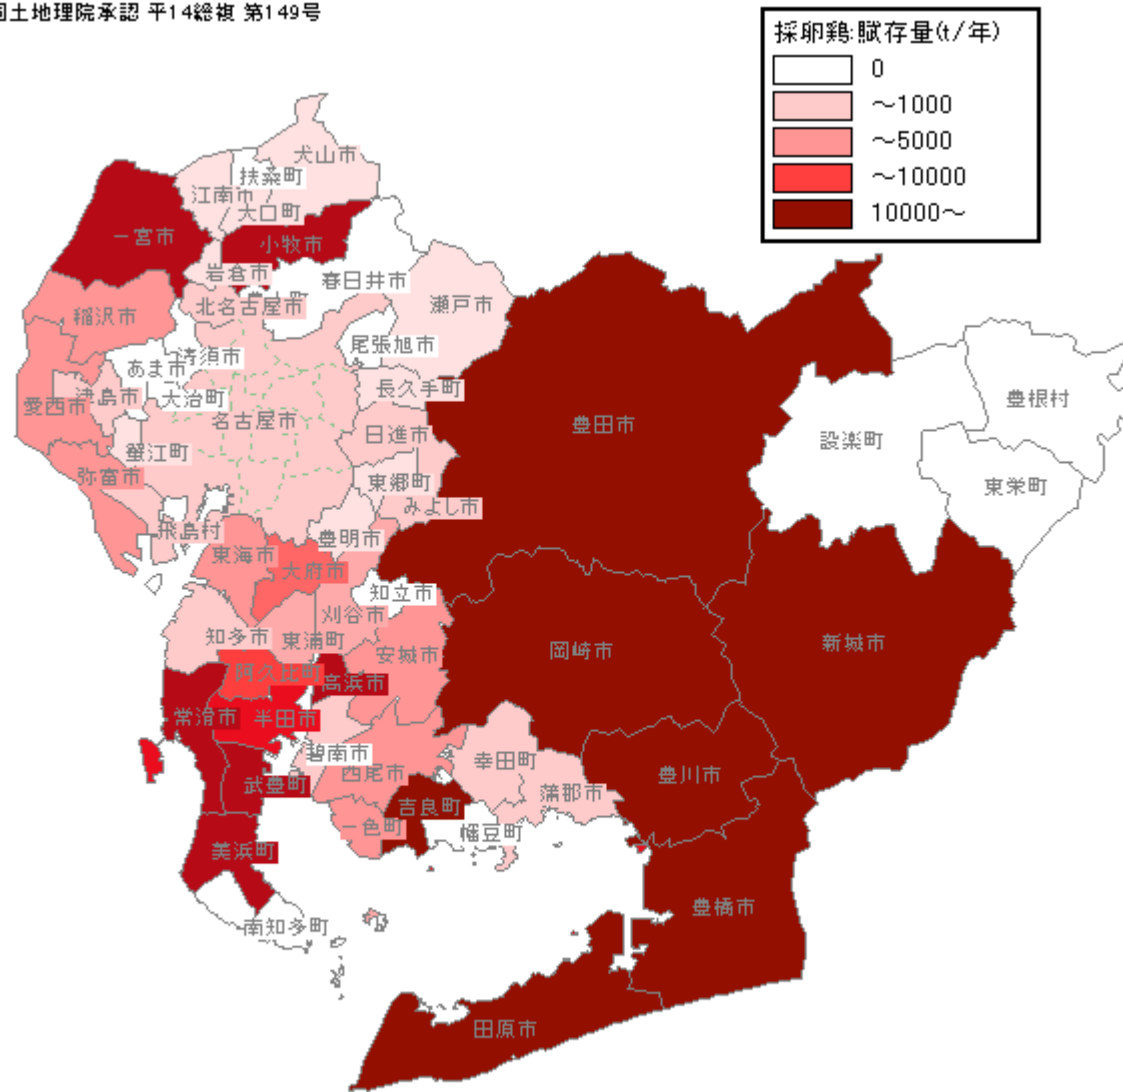 国土地理院承認 平14総複 第149号
採卵鶏:賦存量(t/年)
0
～1000
～5000
～10000
10000～
犬山市
扶桑町
江南市
大口町
一宮市
小牧市
岩倉市
春日井市
北名古屋市
瀬戸市
稲沢市
尾張旭市
清須市
あま市
長久手町
津島市
大治町
愛西市
名古屋市
豊田市
豊根村
日進市
設楽町
蟹江町
弥富市
東郷町
東栄町
みよし市
飛島村
豊明市
東海市
大府市
知立市
刈谷市
知多市
東浦町
新城市
安城市
岡崎市
阿久比町
高浜市
常滑市
半田市
碧南市
幸田町
西尾市
豊川市
武豊町
蒲郡市
吉良町
一色町
幡豆町
美浜町
豊橋市
南知多町
田原市